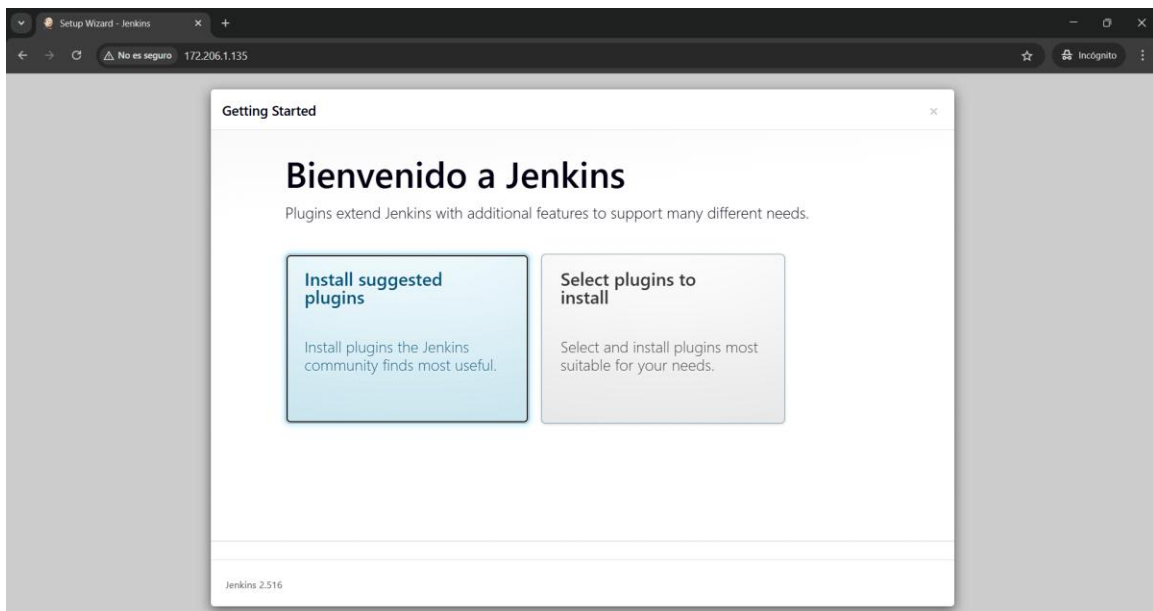 Setup Wizard - Jenkins
No es seguro 172.206.1.135
Incógnito
Getting Started
Bienvenido a Jenkins
Plugins extend Jenkins with additional features to support many different needs.
Install suggested
plugins
Install plugins the Jenkins
community finds most useful.
Select plugins to
install
Select and install plugins most
suitable for your needs.
Jenkins 2.516